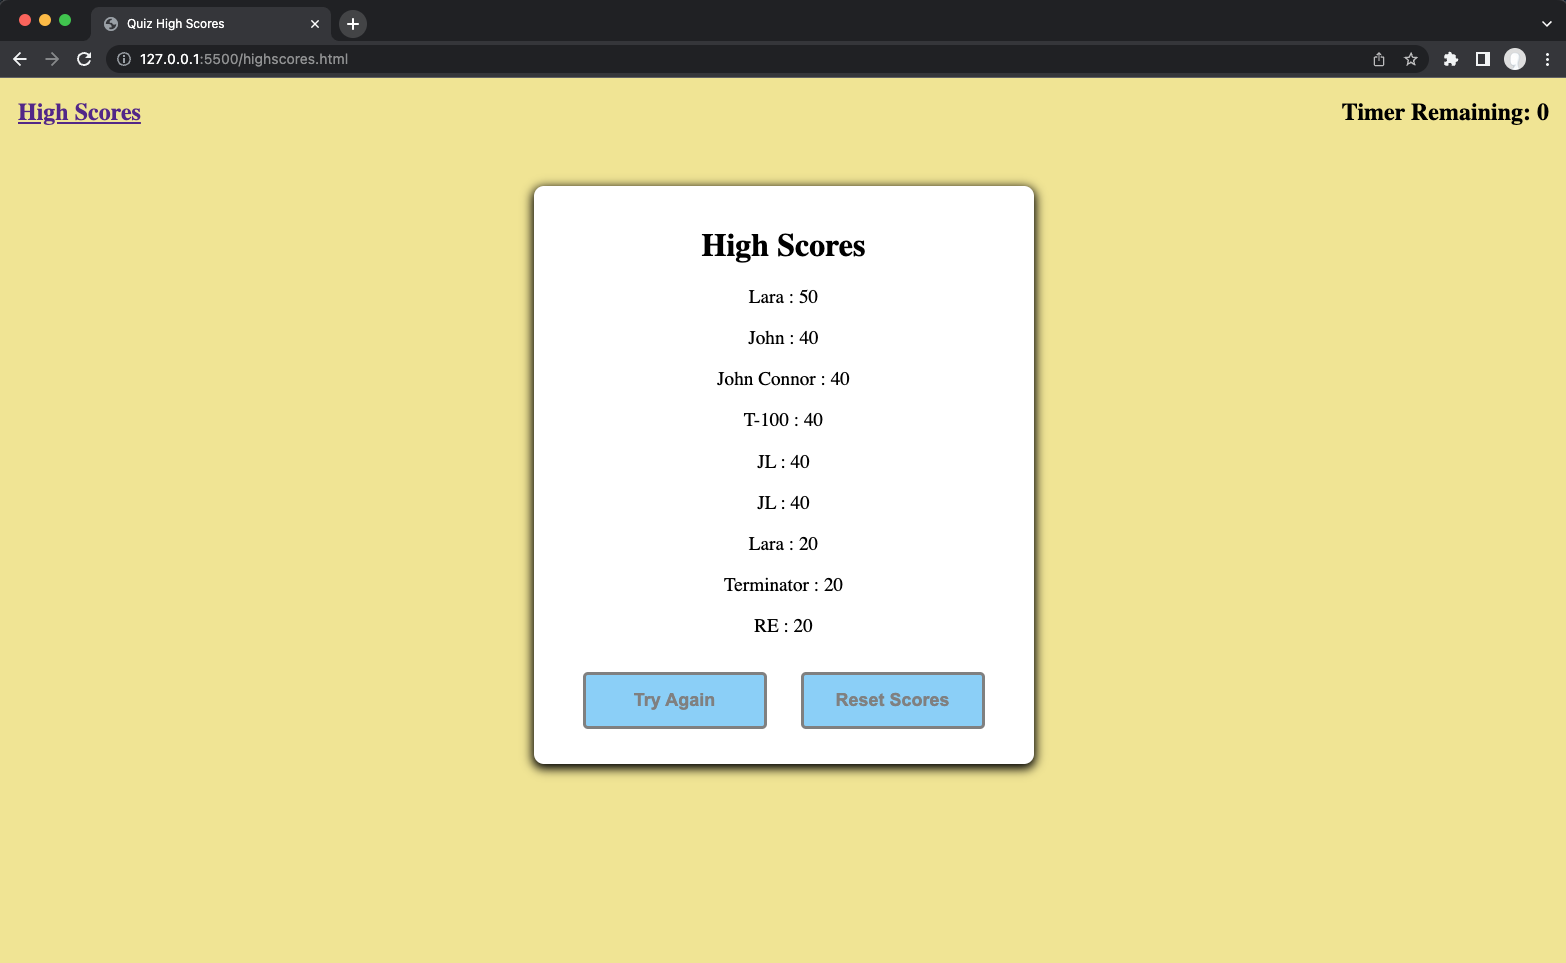 Quiz High Scores
127.0.0.1:5500/highscores.html
High Scores
Timer Remaining: 0
High Scores
Lara : 50
John : 40
John Connor : 40
T-100 : 40
JL : 40
JL : 40
Lara : 20
Terminator : 20
RE : 20
Try Again
Reset Scores